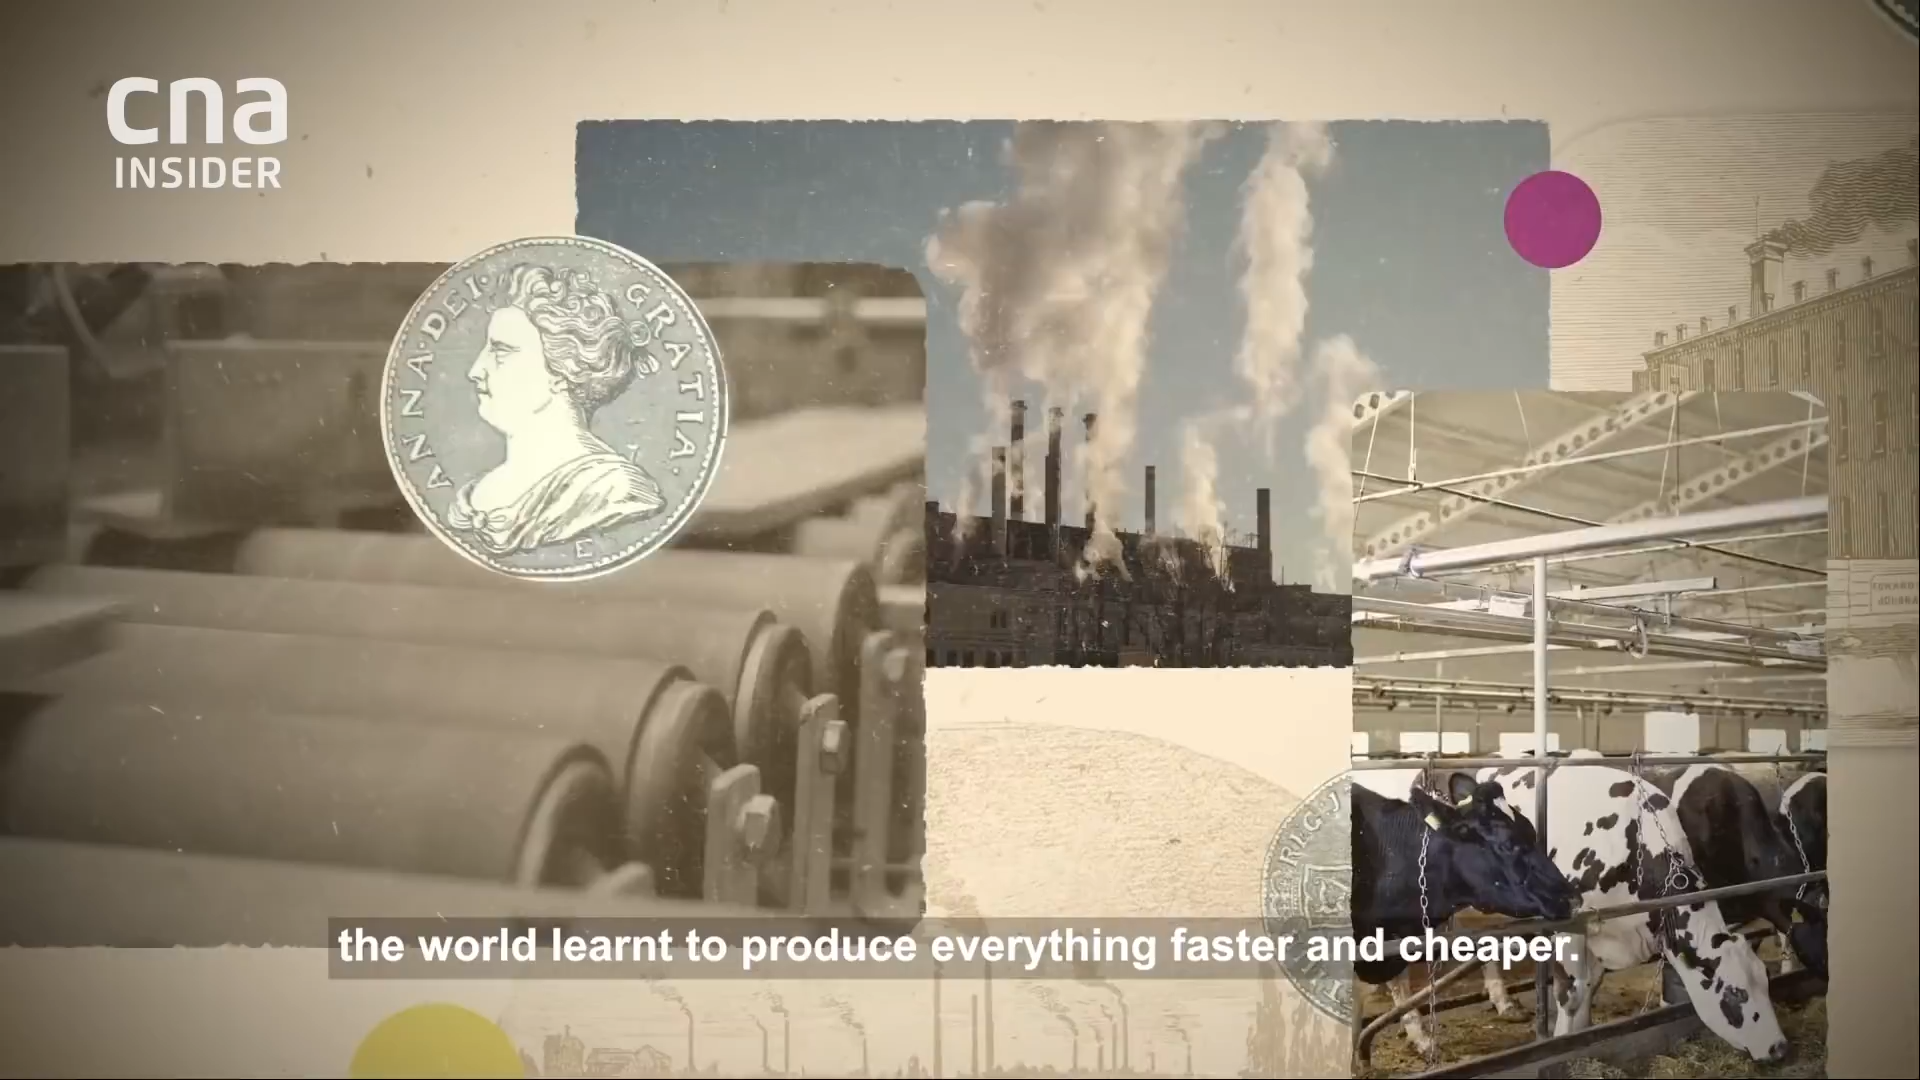 cna
INSIDER
ANNA·DEI·
GRATIA·
E
the world learnt to produce everything faster and cheaper.